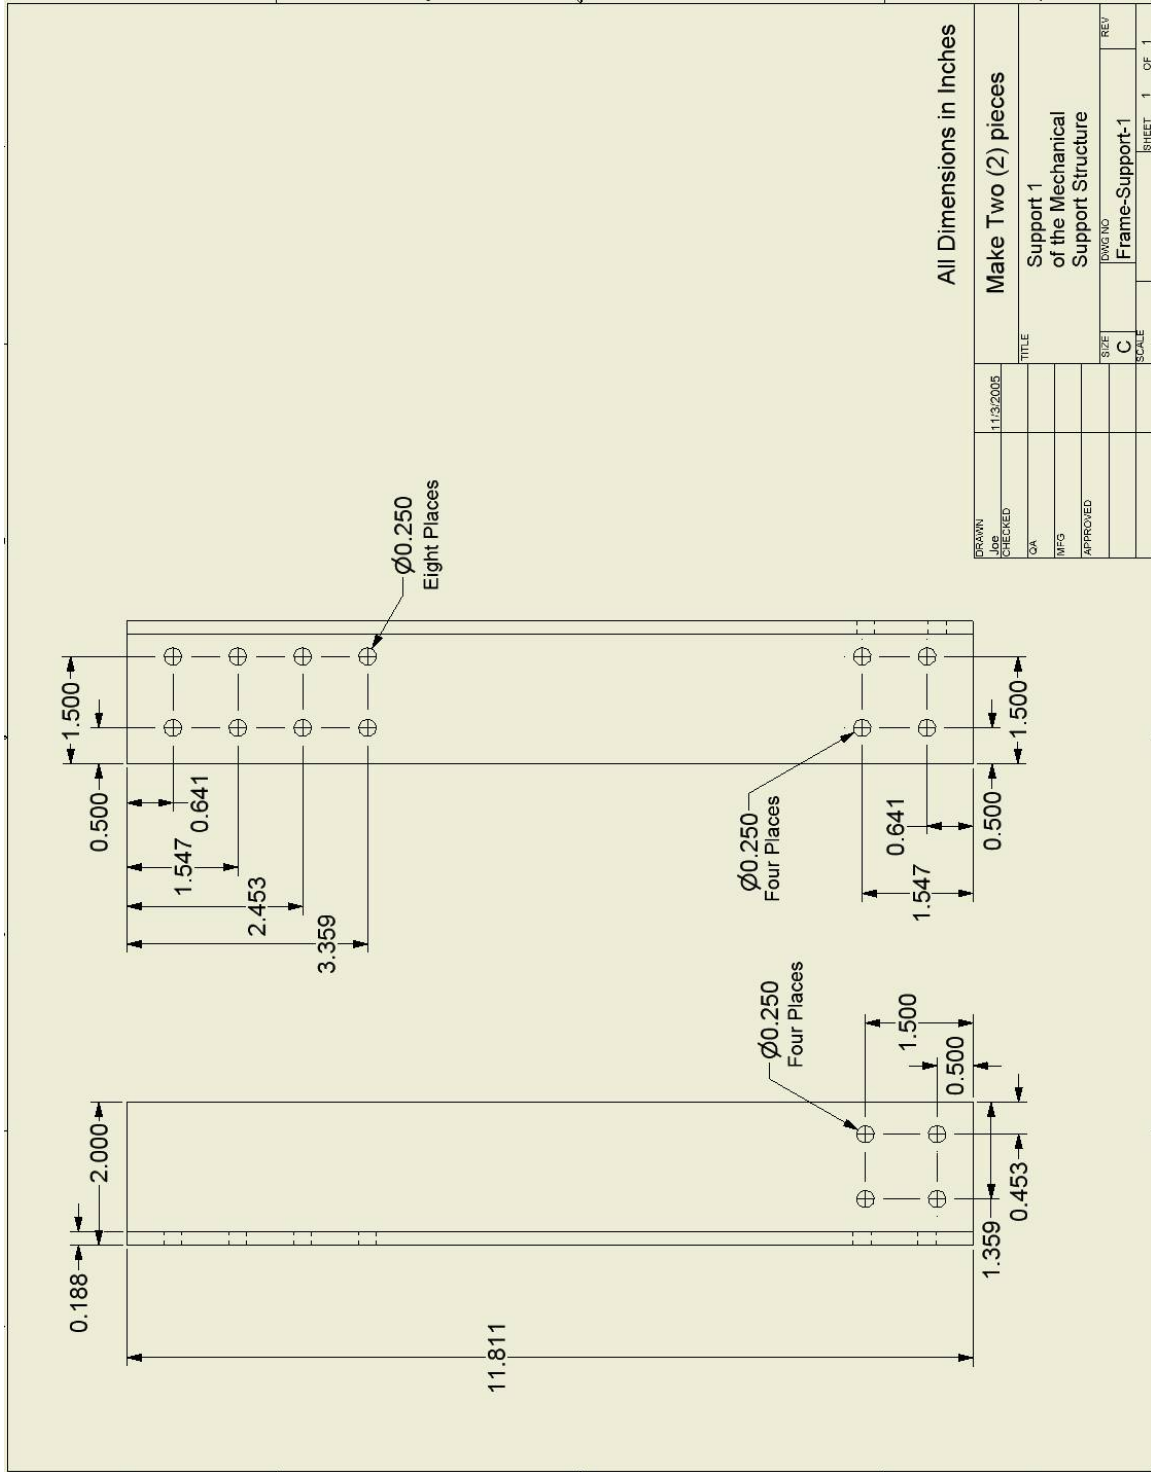 0.188
2.000
11.811
1.359
0.453
0.500
1.500
Ø0.250
Four Places
0.500
1.500
0.641
1.547
2.453
3.359
Ø0.250
Eight Places
Ø0.250
Four Places
0.641
1.547
0.500
1.500
All Dimensions in Inches
DRAWN
Joe
11/3/2005
CHECKED
QA
MFG
APPROVED
Make Two (2) pieces
TITLE
Support 1
of the Mechanical
Support Structure
SIZE
C
DWG NO
Frame-Support-1
REV
SCALE
SHEET 1 OF 1